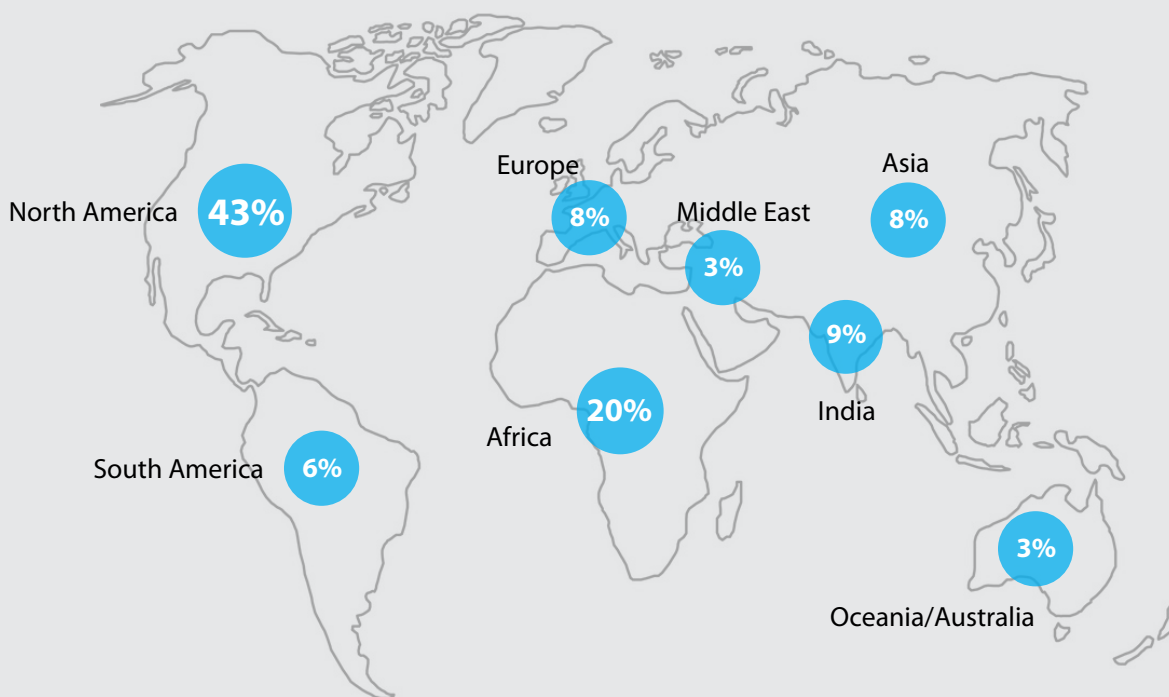 Europe
Asia
North America
43%
8%
Middle East
8%
3%
9%
India
20%
Africa
South America
6%
3%
Oceania/Australia